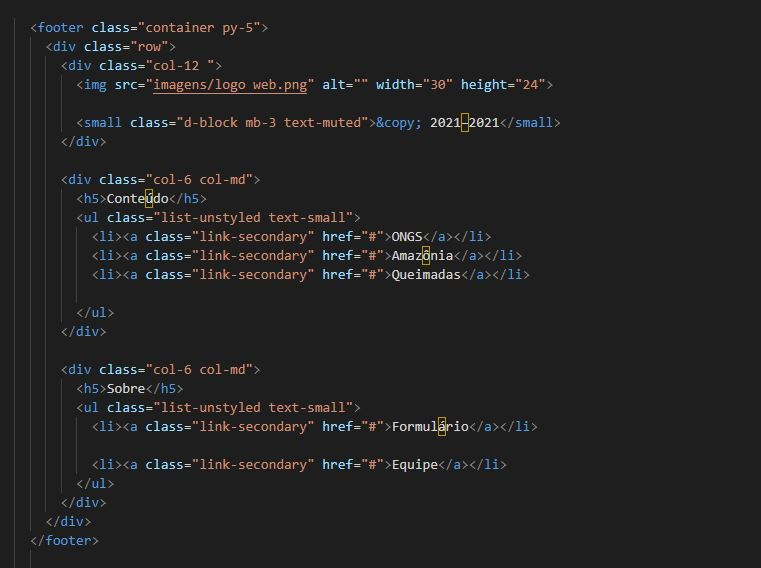 <footer class="container py-5">
<div class="row">
<div class="col-12 ">
<img src="imagens/logo web.png" alt="" width="30" height="24">
<small class="d-block mb-3 text-muted">&copy; 2021–2021</small>
</div>
<div class="col-6 col-md">
<h5>Conteúdo</h5>
<ul class="list-unstyled text-small">
<li><a class="link-secondary" href="#">ONGS</a></li>
<li><a class="link-secondary" href="#">Amazônia</a></li>
<li><a class="link-secondary" href="#">Queimadas</a></li>
</ul>
</div>
<div class="col-6 col-md">
<h5>Sobre</h5>
<ul class="list-unstyled text-small">
<li><a class="link-secondary" href="#">Formulário</a></li>
<li><a class="link-secondary" href="#">Equipe</a></li>
</ul>
</div>
</div>
</footer>